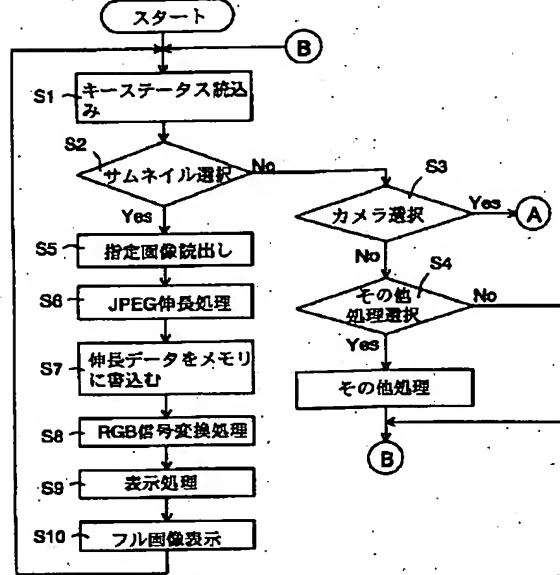 スタート
B
S1
キーステータス読込
み
S2
サムネイル選択
No
Yes
S3
カメラ選択
Yes
A
No
S4
その他
処理選択
No
Yes
その他処理
B
S5
指定画像読出し
S6
JPEG伸長処理
S7
伸長データをメモリ
に書込む
S8
RGB信号変換処理
S9
表示処理
S10
フル画像表示